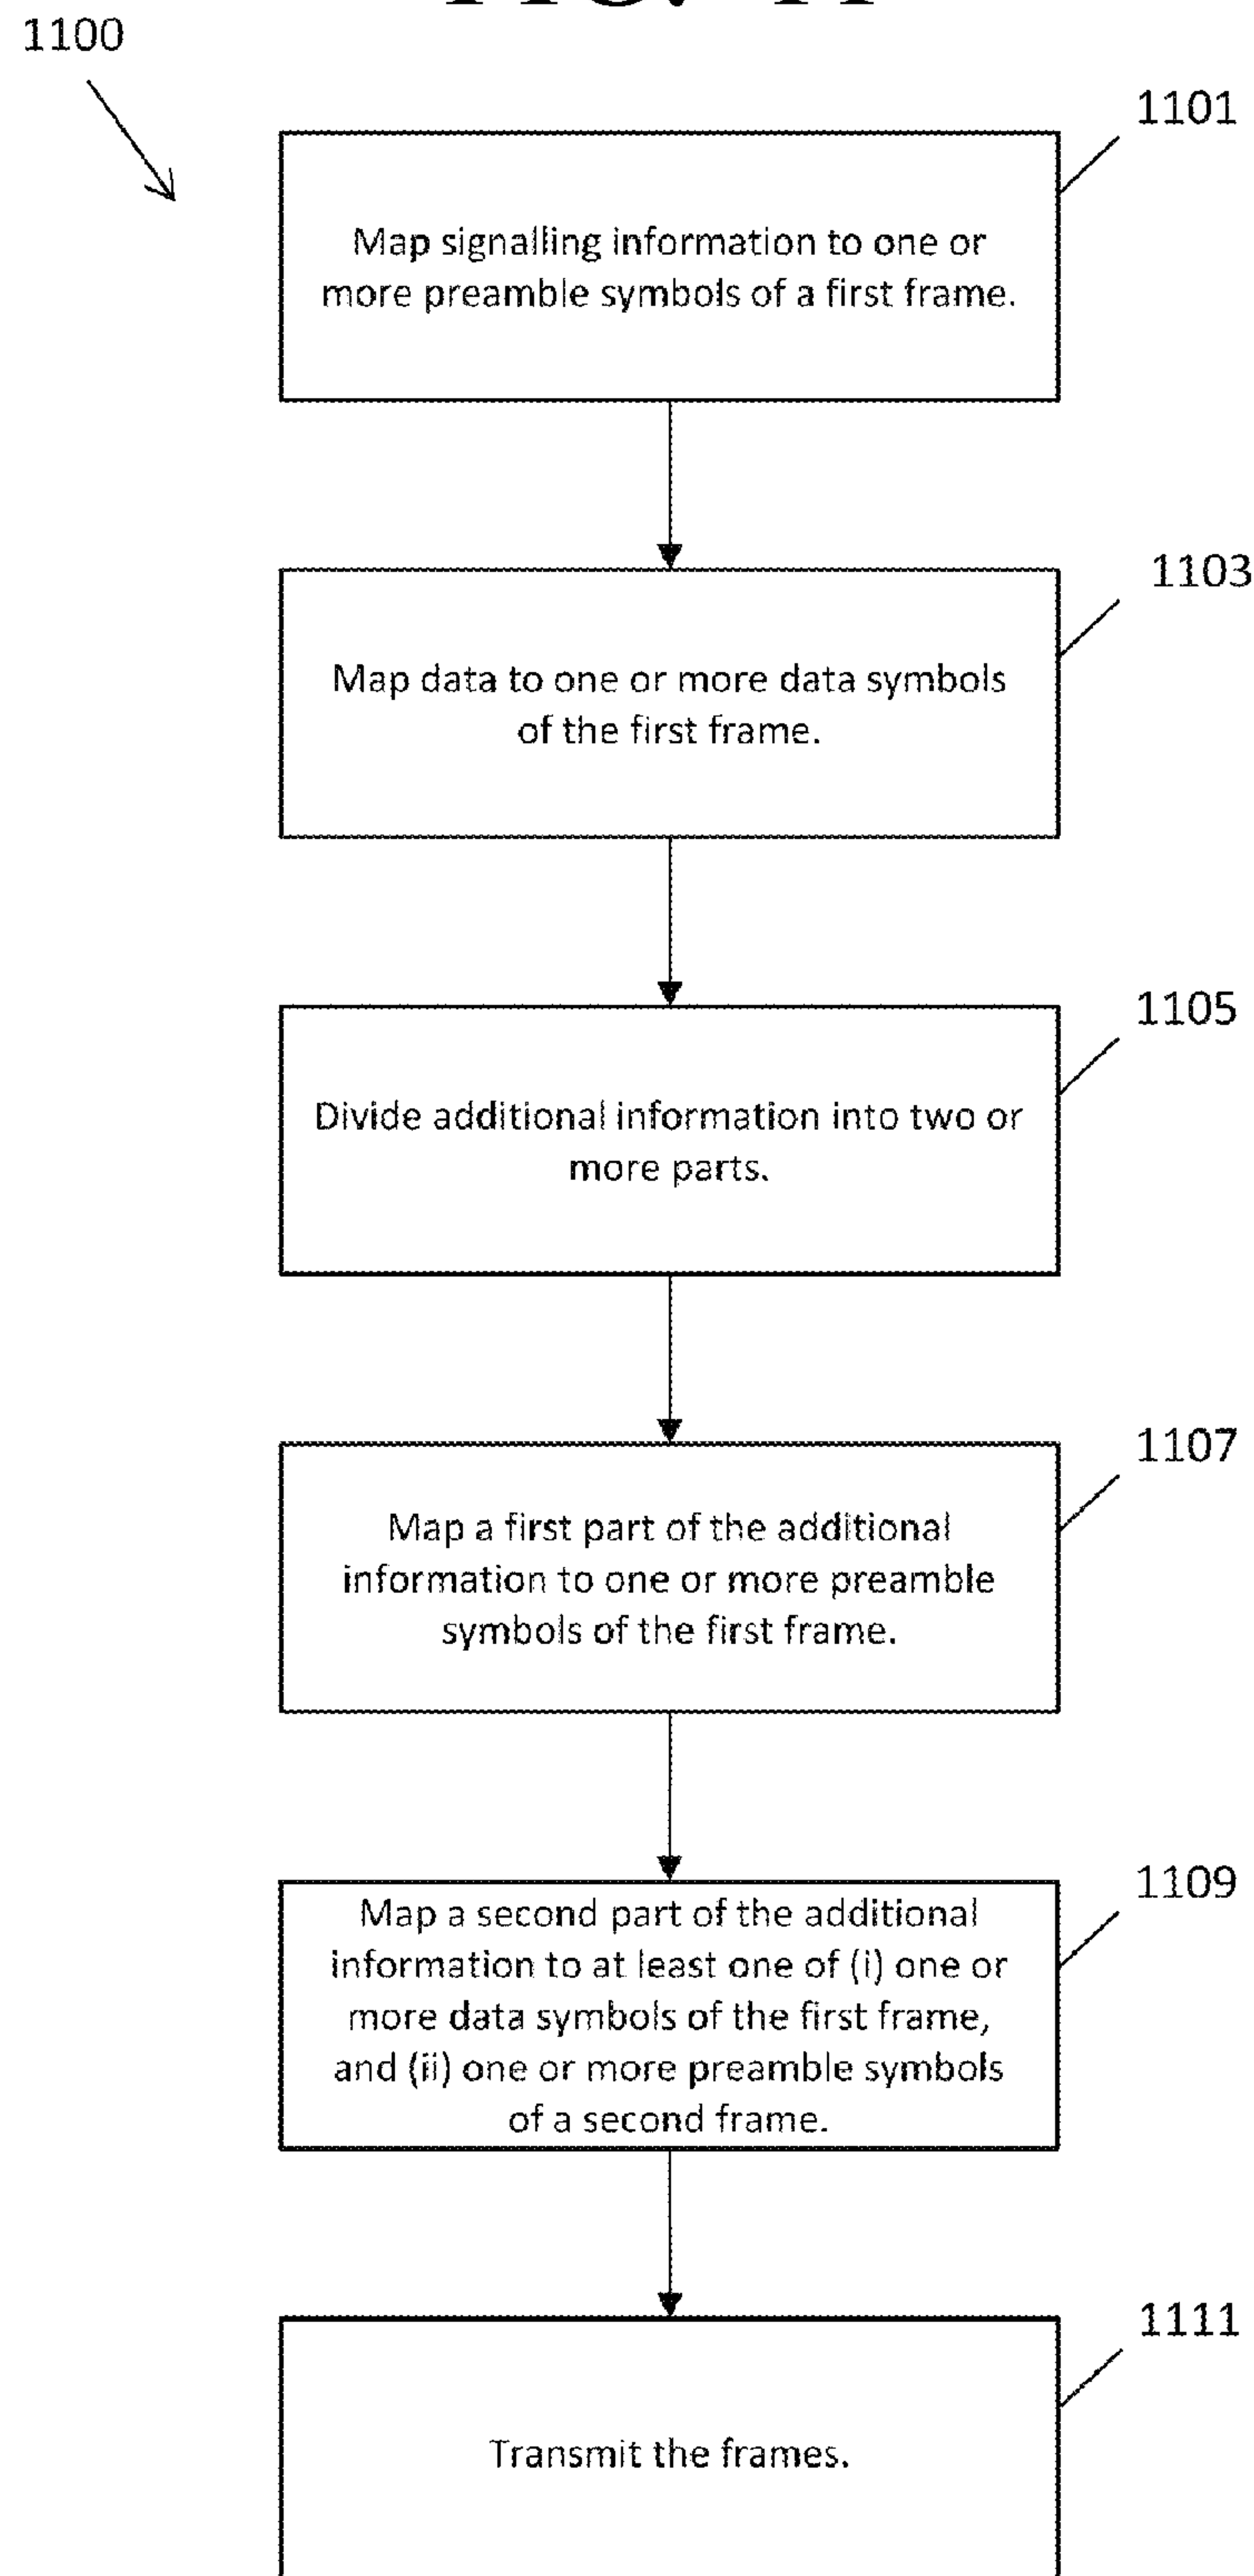 1100
1101
Map signalling information to one or
more preamble symbols of a first frame.
1103
Map data to one or more data symbols
of the first frame.
1105
Divide additional information into two or
more parts.
1107
Map a first part of the additional
information to one or more preamble
symbols of the first frame.
1109
Map a second part of the additional
information to at least one of (i) one or
more data symbols of the first frame,
and (ii) one or more preamble symbols
of a second frame.
1111
Transmit the frames.